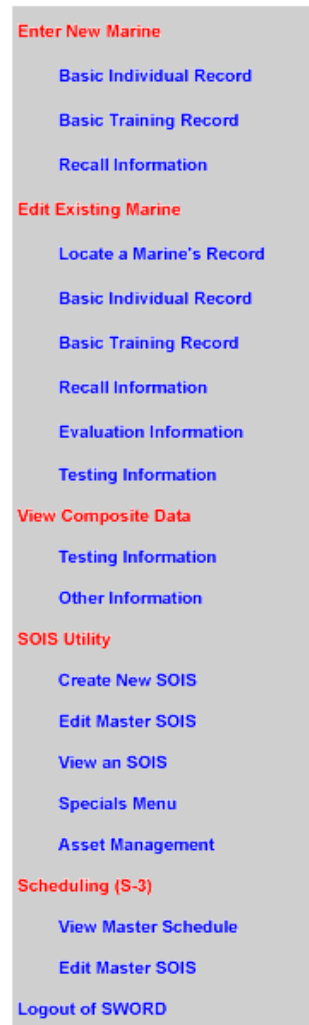 Enter New Marine
Basic Individual Record
Basic Training Record
Recall Information
Edit Existing Marine
Locate a Marine's Record
Basic Individual Record
Basic Training Record
Recall Information
Evaluation Information
Testing Information
View Composite Data
Testing Information
Other Information
SOIS Utility
Create New SOIS
Edit Master SOIS
View an SOIS
Specials Menu
Asset Management
Scheduling (S-3)
View Master Schedule
Edit Master SOIS
Logout of SWORD